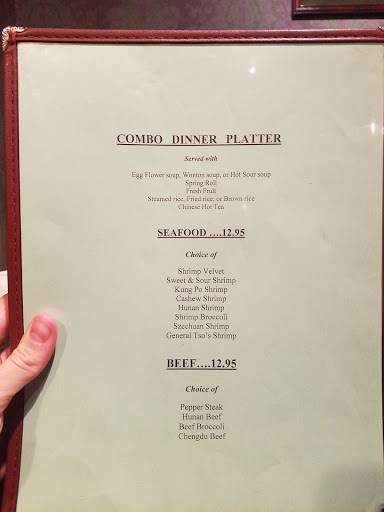 COMBO DINNER PLATTER
Served with
Egg Flower soup, Wonton soup, or Hot Sour soup
Spring Roll
Fresh Fruit
Steamed rice, Fried rice, or Brown rice
Chinese Hot Tea
SEAFOOD ....12.95
Choice of
Shrimp Velvet
Sweet & Sour Shrimp
Kung Po Shrimp
Cashew Shrimp
Hunan Shrimp
Shrimp Broccoli
Szechuan Shrimp
General Tso's Shrimp
BEEF....12.95
Choice of
Pepper Steak
Hunan Beef
Beef Broccoli
Chengdu Beef